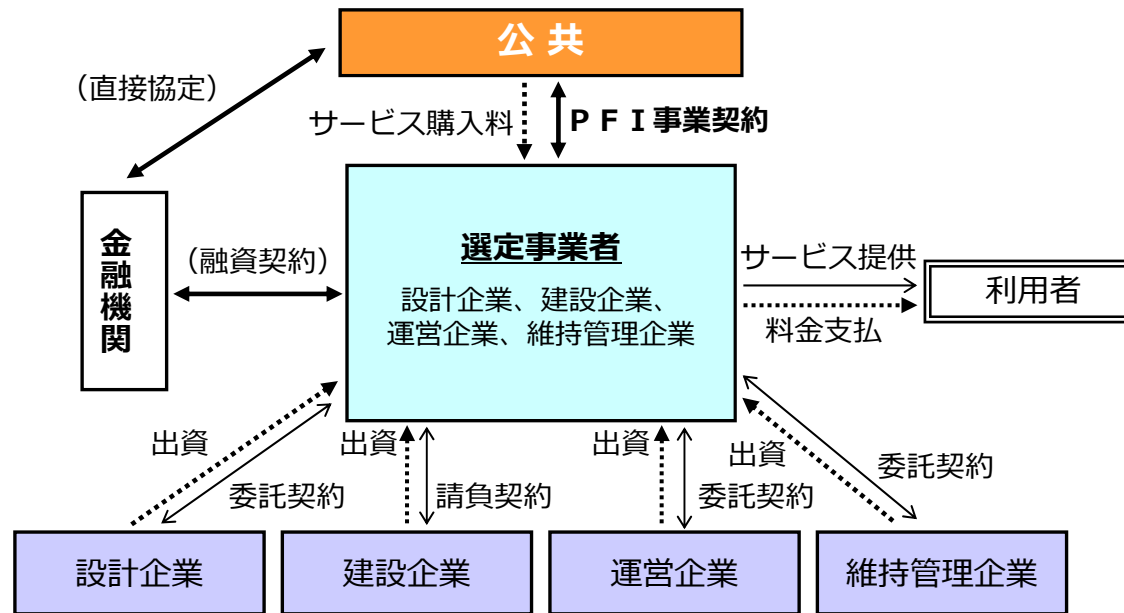 公 共
(直接協定)
サービス購入料
ＰＦＩ事業契約
金融機関
(融資契約)
選定事業者
設計企業、建設企業、
運営企業、維持管理企業
サービス提供
料金支払
利用者
出資
委託契約
出資
請負契約
出資
委託契約
出資
委託契約
設計企業
建設企業
運営企業
維持管理企業